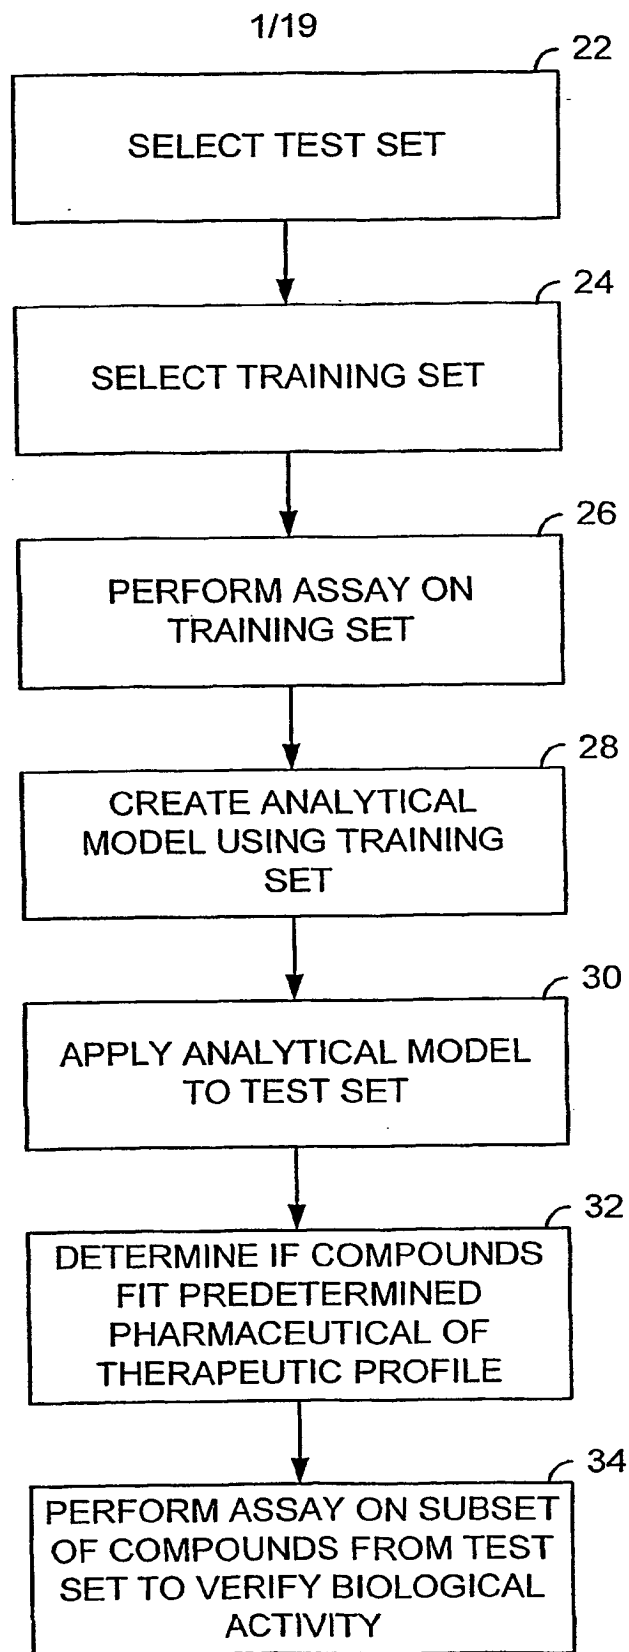 1/19
22
SELECT TEST SET
24
SELECT TRAINING SET
26
PERFORM ASSAY ON
TRAINING SET
28
CREATE ANALYTICAL
MODEL USING TRAINING
SET
30
APPLY ANALYTICAL MODEL
TO TEST SET
32
DETERMINE IF COMPOUNDS
FIT PREDETERMINED
PHARMACEUTICAL OF
THERAPEUTIC PROFILE
34
PERFORM ASSAY ON SUBSET
OF COMPOUNDS FROM TEST
SET TO VERIFY BIOLOGICAL
ACTIVITY